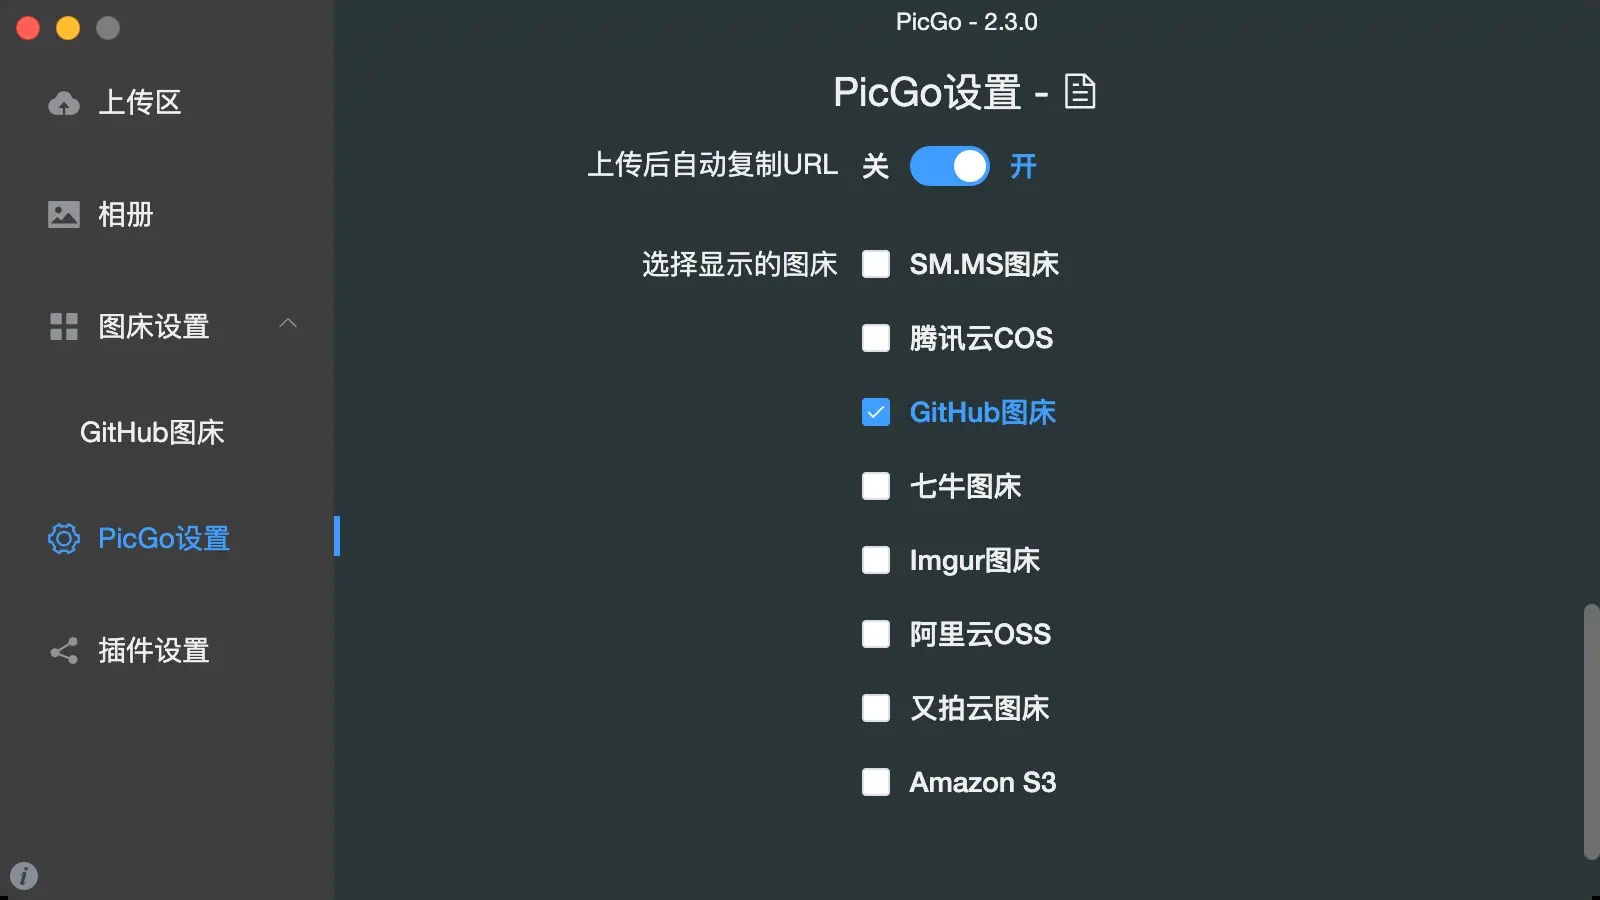 PicGo - 2.3.0
上传区
相册
图床设置
GitHub图床
PicGo设置
插件设置
PicGo设置 -
上传后自动复制URL 关 开
选择显示的图床 SM.MS图床
腾讯云COS
GitHub图床
七牛图床
Imgur图床
阿里云OSS
又拍云图床
Amazon S3